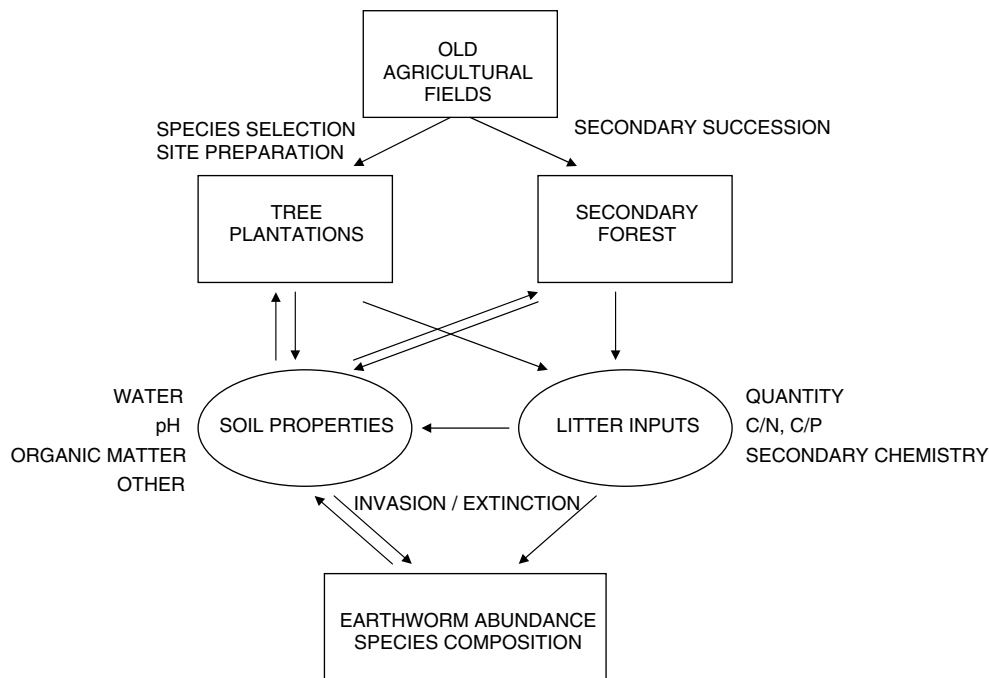 OLD
AGRICULTURAL
FIELDS
SPECIES SELECTION
SITE PREPARATION
SECONDARY SUCCESSION
TREE
PLANTATIONS
SECONDARY
FOREST
WATER
pH
ORGANIC MATTER
OTHER
SOIL PROPERTIES
LITTER INPUTS
QUANTITY
C/N, C/P
SECONDARY CHEMISTRY
INVASION / EXTINCTION
EARTHWORM ABUNDANCE
SPECIES COMPOSITION